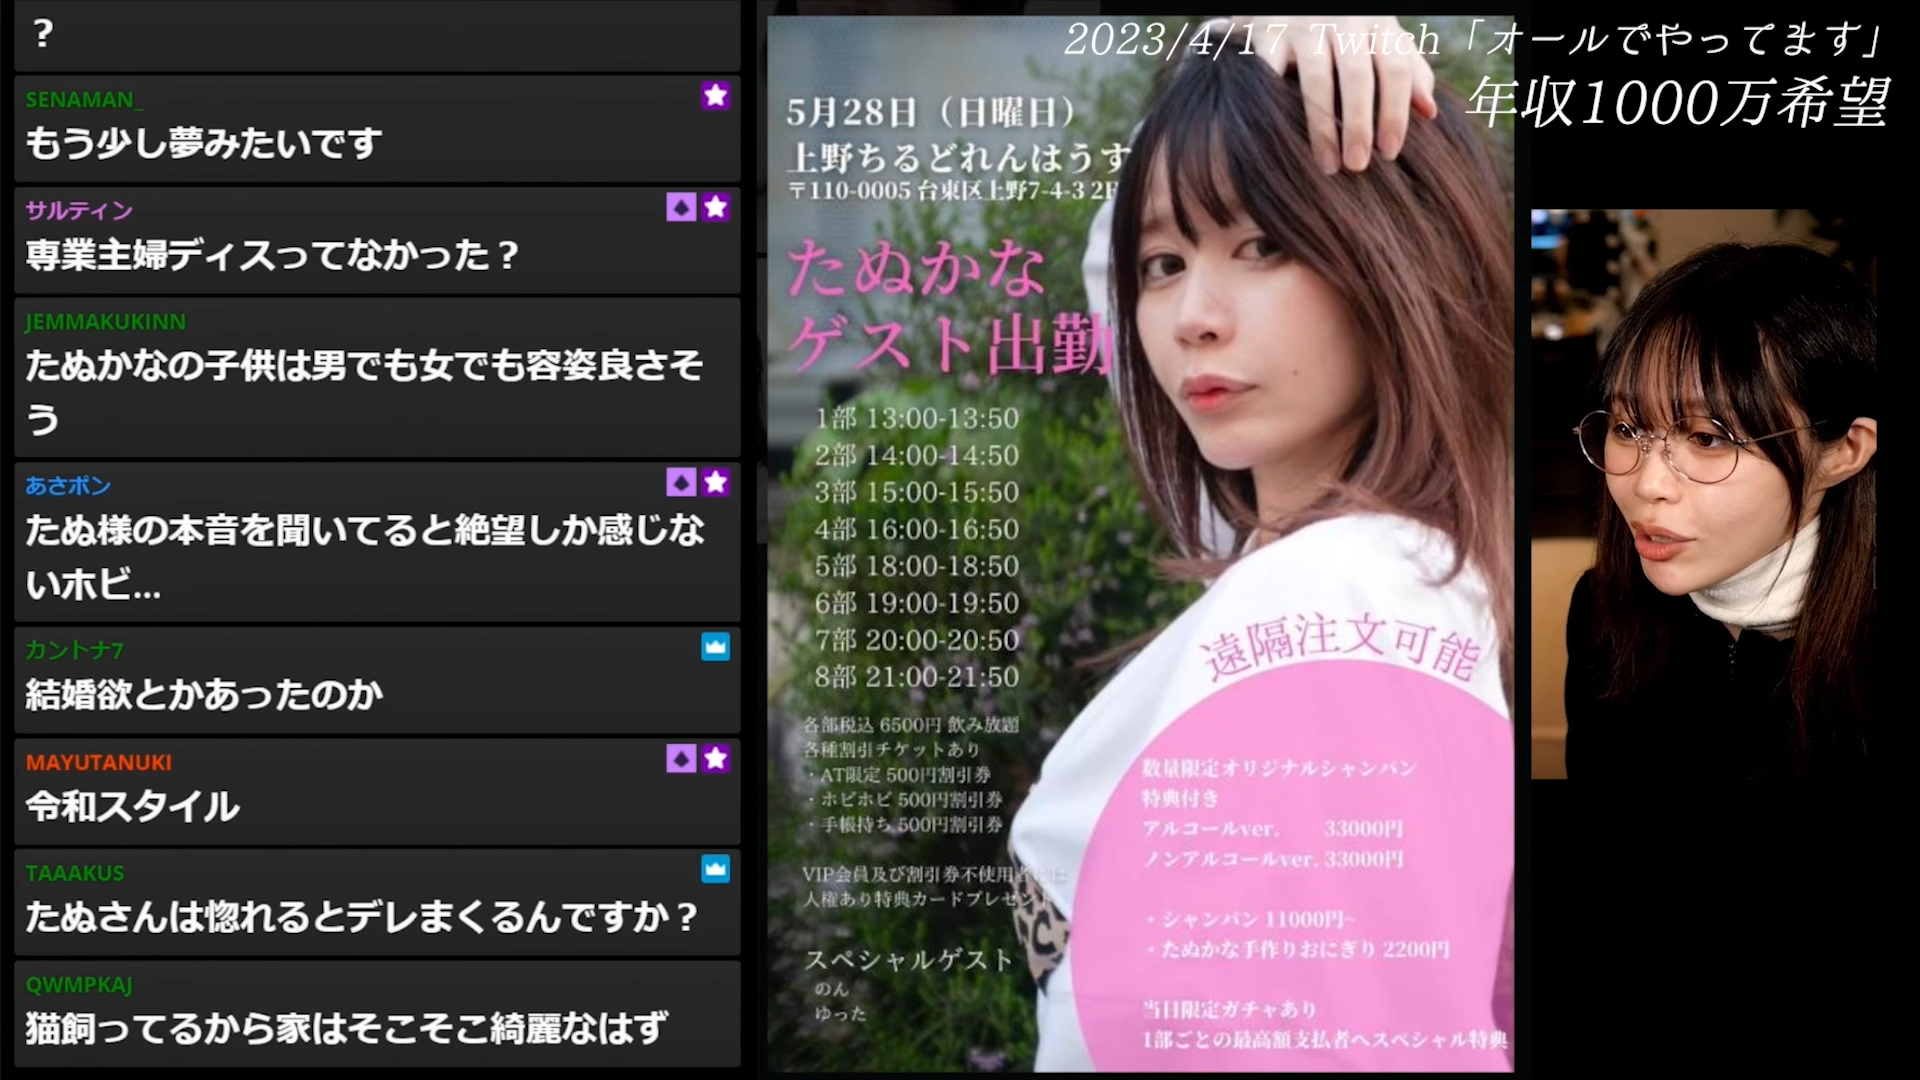 2023/4/17 Twitch「オールでやってます」
年収1000万希望
?
SENAMAN_
もう少し夢みたいです
サルティン
専業主婦ディスってなかった？
JEMMAKUKINN
たぬかなの子供は男でも女でも容姿良さそ
う
あさポン
たぬ様の本音を聞いてると絶望しか感じな
いホビ...
カントナ7
結婚欲とかあったのか
MAYUTANUKI
令和スタイル
TAAAKUS
たぬさんは惚れるとデレまくるんですか？
QWMPKAJ
猫飼ってるから家はそこそこ綺麗なはず
5月28日（日曜日）
上野ちるどれんはうす
〒110-0005 台東区上野7-4-3 2F
たぬかな
ゲスト出勤
1部 13:00-13:50
2部 14:00-14:50
3部 15:00-15:50
4部 16:00-16:50
5部 18:00-18:50
6部 19:00-19:50
7部 20:00-20:50
8部 21:00-21:50
各部税込 6500円 飲み放題
各種割引チケットあり
・AT限定 500円割引券
・ホビホビ 500円割引券
・手帳持ち 500円割引券
VIP会員及び割引券不使用者には
人権あり特典カードプレゼント
スペシャルゲスト
のん
ゆった
遠隔注文可能
数量限定オリジナルシャンパン
特典付き
アルコールver. 33000円
ノンアルコールver. 33000円
・シャンパン 11000円~
・たぬかな手作りおにぎり 2200円
当日限定ガチャあり
1部ごとの最高額支払者へスペシャル特典